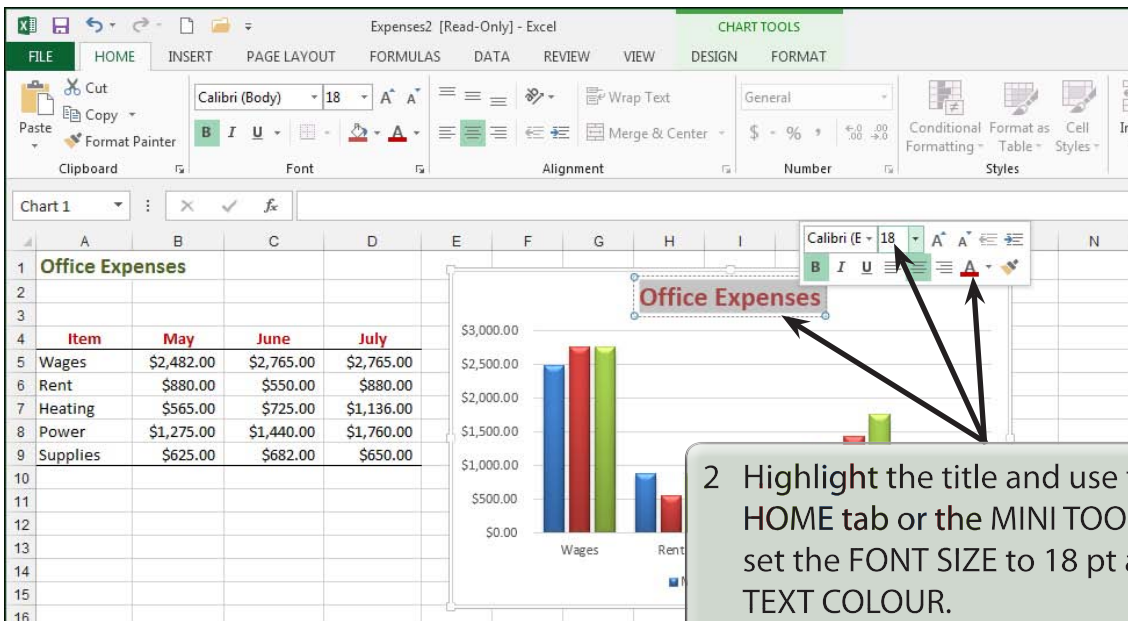 Expenses2 [Read-Only] - Excel
CHART TOOLS
FILE HOME INSERT PAGE LAYOUT FORMULAS DATA REVIEW VIEW DESIGN FORMAT
Paste
Cut
Copy
Format Painter
Clipboard
Calibri (Body) 18 A A
B I U A
Font
Wrap Text
Merge & Center
Alignment
General
$ % ,
Number
Conditional Formatting
Format as Table
Cell Styles
Styles
Chart 1 fx
A B C D E F G H I N
1 Office Expenses
2
3
4 Item May June July
5 Wages $2,482.00 $2,765.00 $2,765.00
6 Rent $880.00 $550.00 $880.00
7 Heating $565.00 $725.00 $1,136.00
8 Power $1,275.00 $1,440.00 $1,760.00
9 Supplies $625.00 $682.00 $650.00
10
11
12
13
14
15
16
Calibri (E 18 A A
B I U A
Office Expenses
$3,000.00
$2,500.00
$2,000.00
$1,500.00
$1,000.00
$500.00
$0.00
Wages Rent
2 Highlight the title and use
HOME tab or the MINI TOO
set the FONT SIZE to 18 pt
TEXT COLOUR.